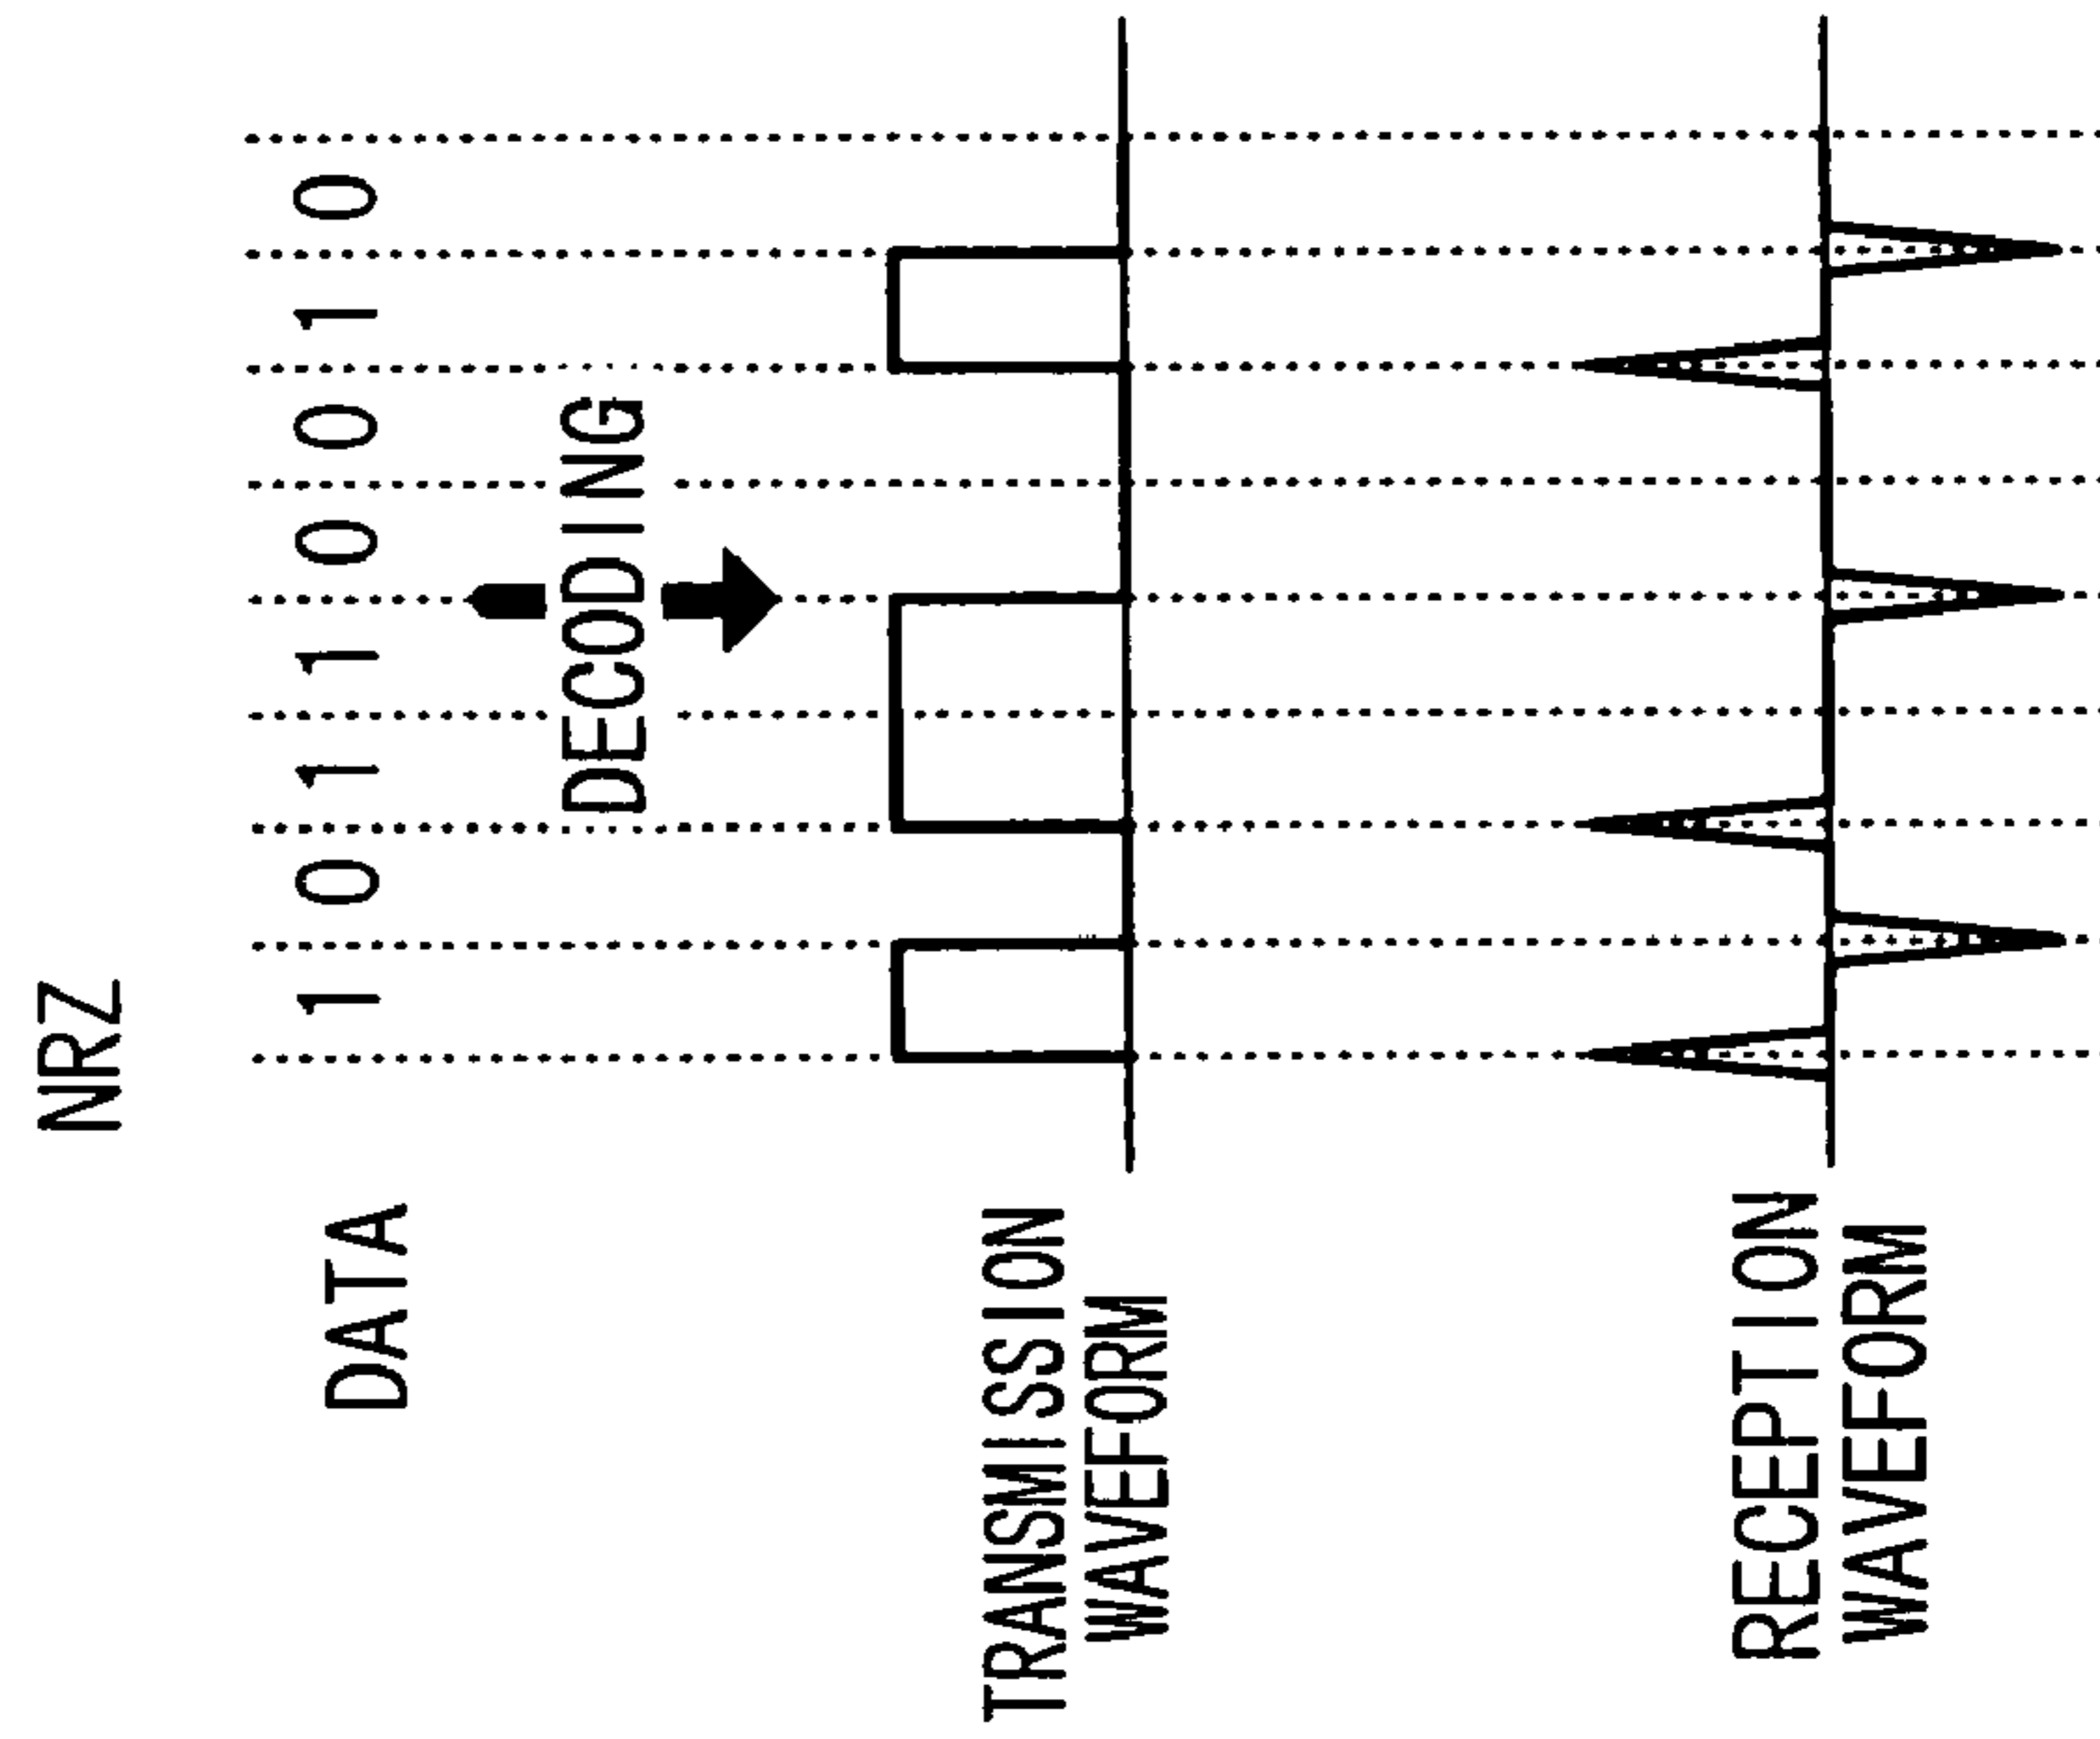 NRZ
DATA 1 0 1 1 0 0 1 0
DECODING
TRANSMISSION
WAVEFORM
RECEPTION
WAVEFORM